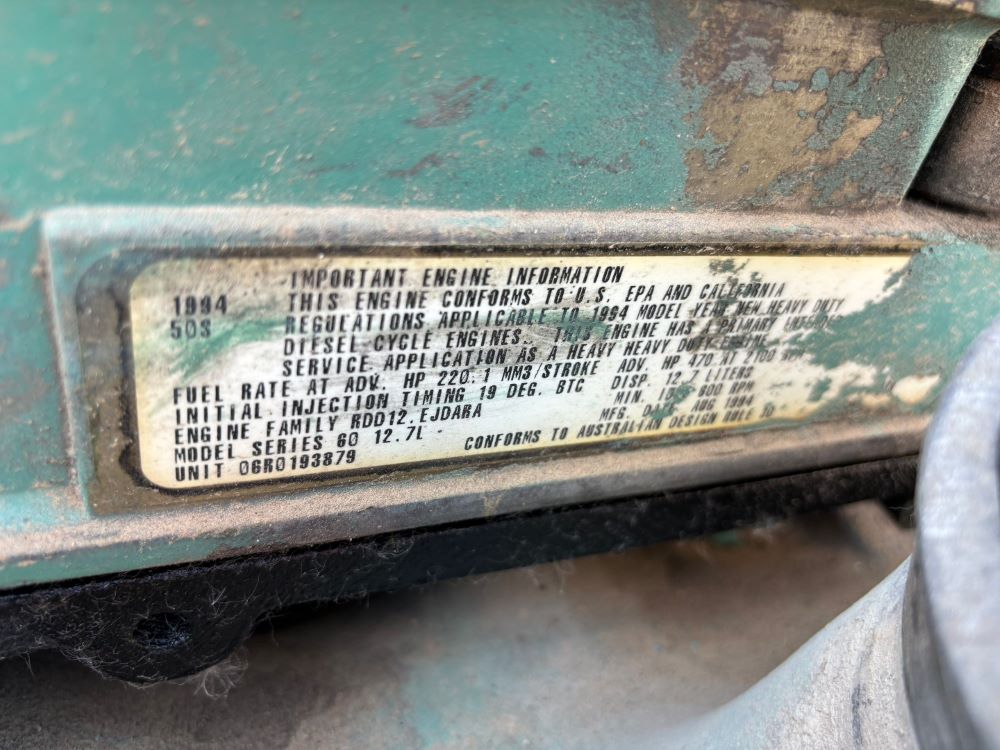 IMPORTANT ENGINE INFORMATION
1994 THIS ENGINE CONFORMS TO U.S. EPA AND CALIFORNIA
503 REGULATIONS APPLICABLE TO 1994 MODEL YEAR NEW HEAVY DUTY
DIESEL CYCLE ENGINES. THIS ENGINE HAS A PRIMARY
SERVICE APPLICATION AS A HEAVY HEAVY DUTY ENGINE
FUEL RATE AT ADV. HP 220.1 MM3/STROKE ADV. HP 470 AT 2100 RPM
INITIAL INJECTION TIMING 19 DEG. BTC DISP. 12.7 LITERS
ENGINE FAMILY RDD12.EJDARA MIN. 600 RPM
MODEL SERIES 60 12.7L MFG. DATE AUG 1994
UNIT 06R0193879 CONFORMS TO AUSTRALIAN DESIGN RULE 30